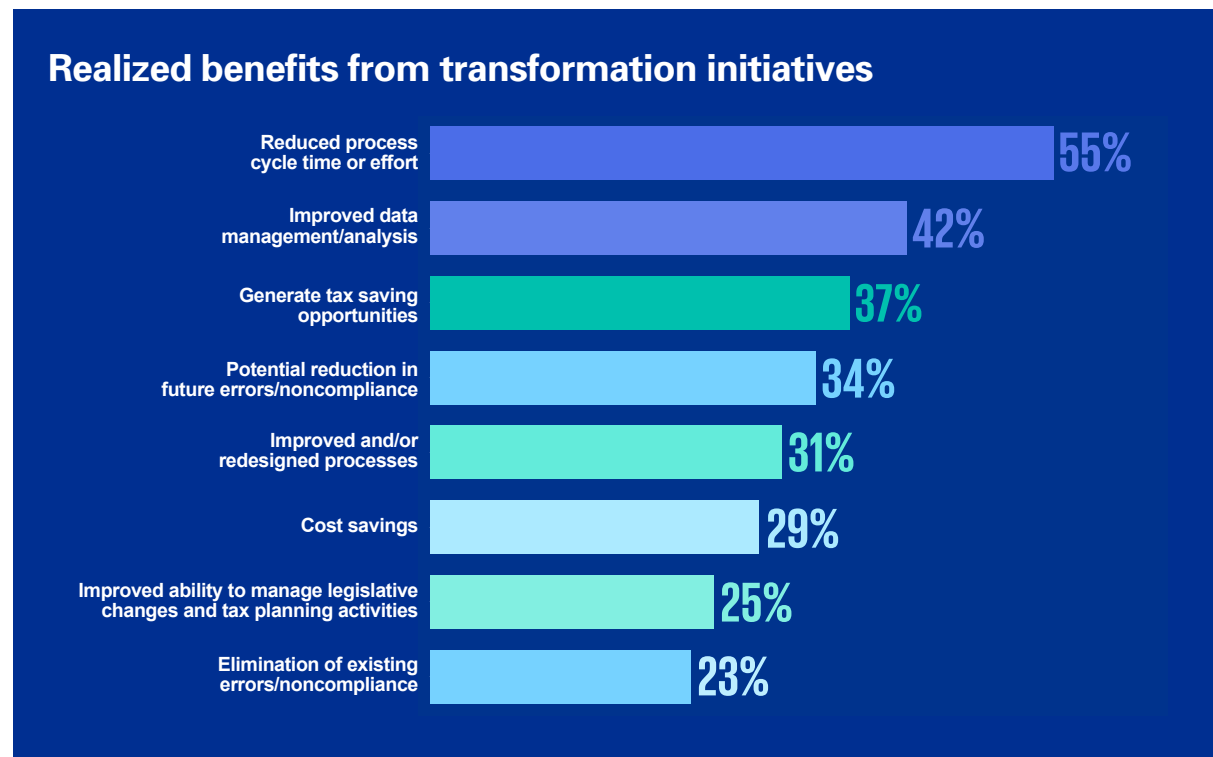 Realized benefits from transformation initiatives
Reduced process
cycle time or effort
55%
Improved data
management/analysis
42%
Generate tax saving
opportunities
37%
Potential reduction in
future errors/noncompliance
34%
Improved and/or
redesigned processes
31%
Cost savings
29%
Improved ability to manage legislative
changes and tax planning activities
25%
Elimination of existing
errors/noncompliance
23%